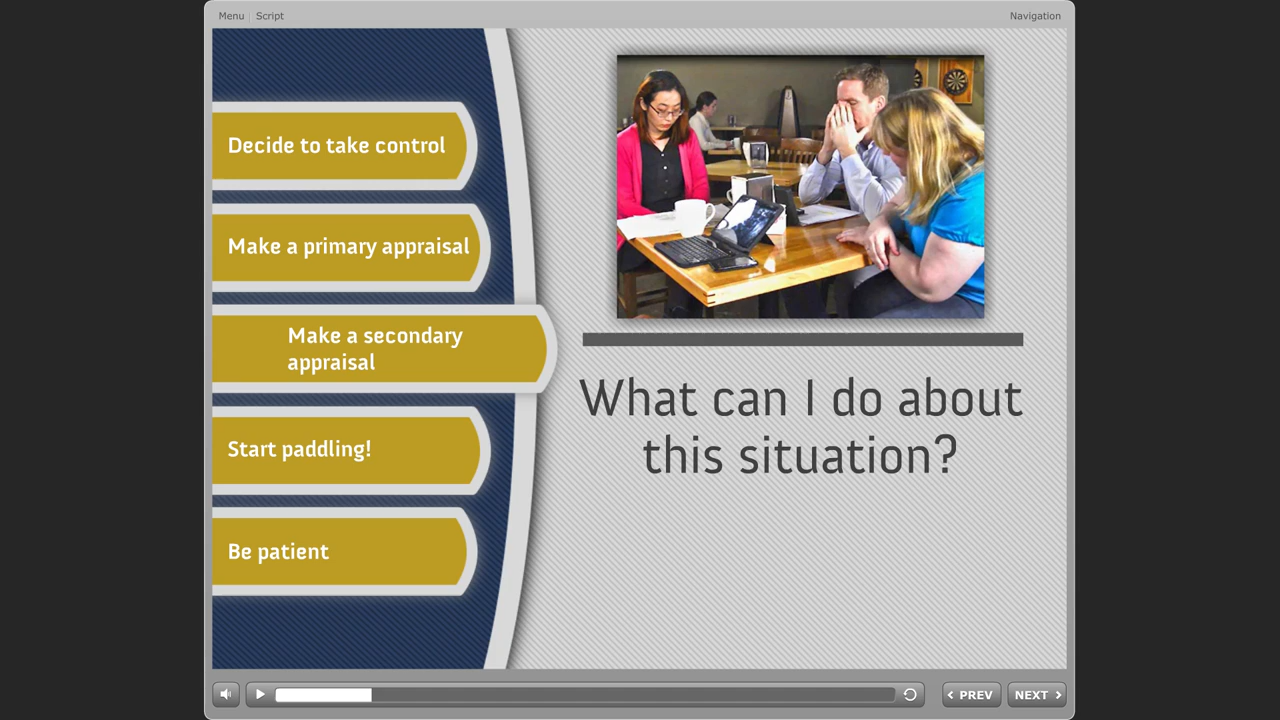 Menu
Script
Navigation
Decide to take control
Make a primary appraisal
Make a secondary
appraisal
Start paddling!
Be patient
What can I do about
this situation?
PREV
NEXT